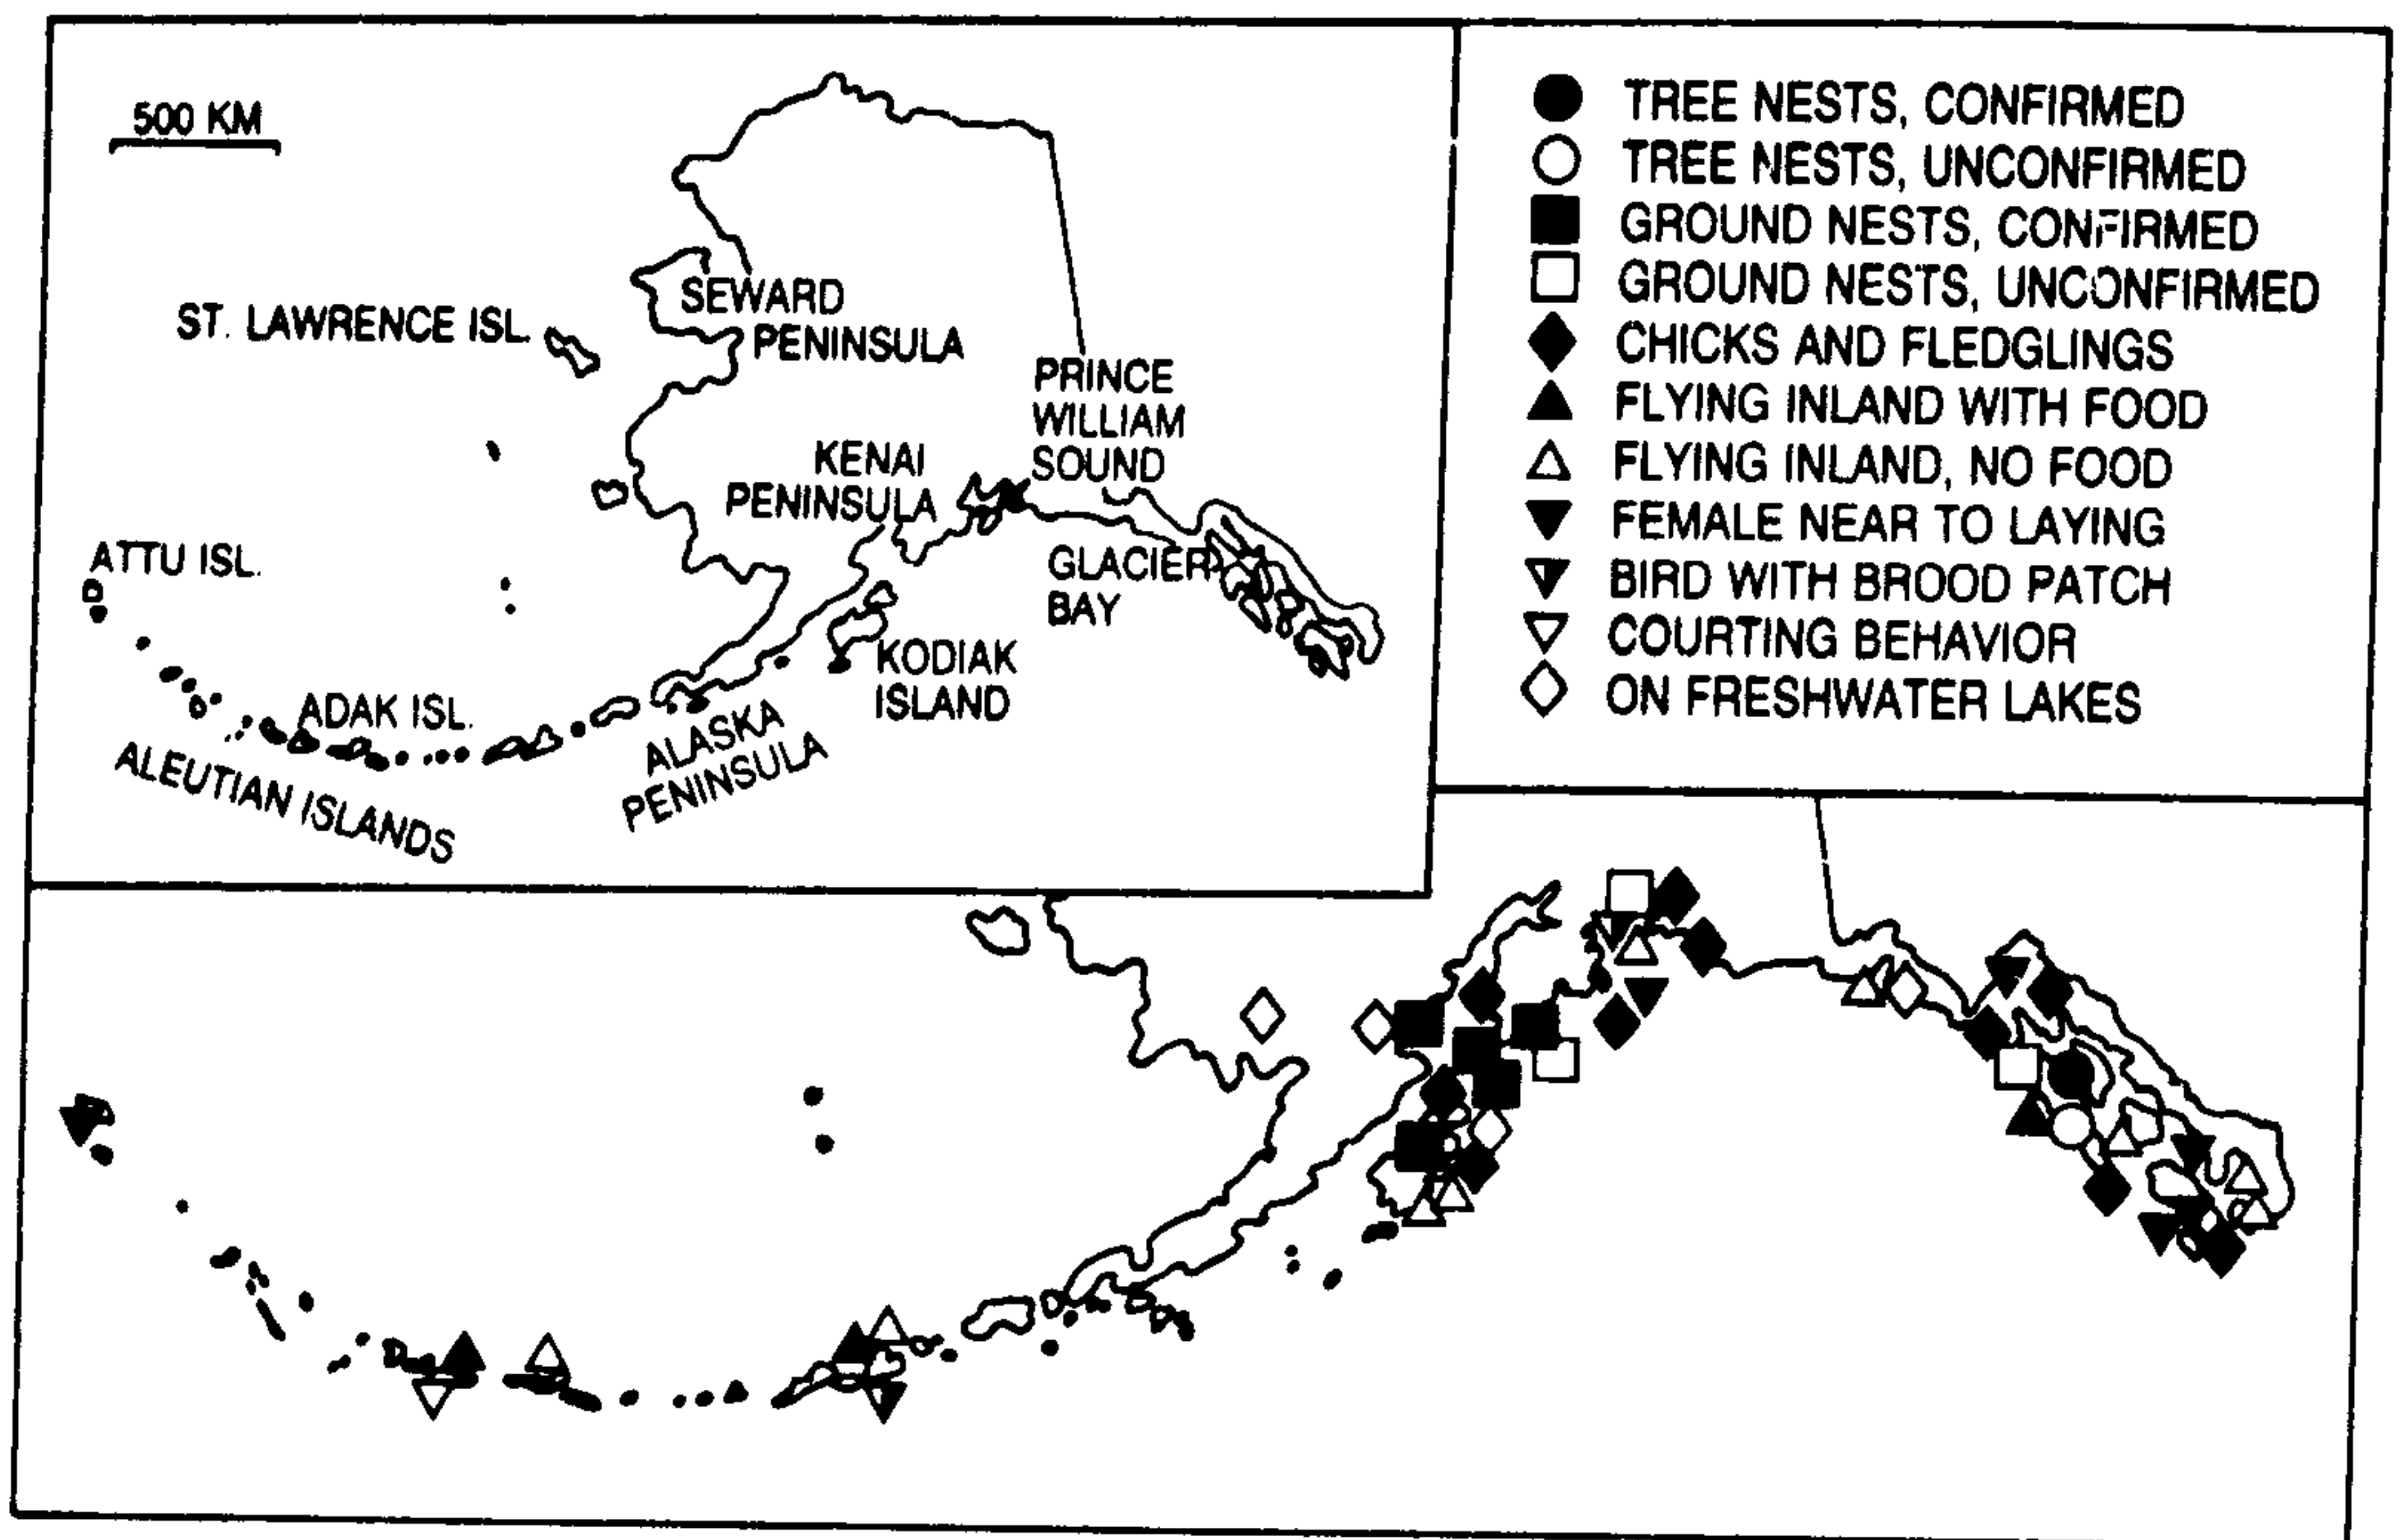 500 KM
SEWARD
PENINSULA
ST. LAWRENCE ISL.
PRINCE
WILLIAM
SOUND
KENAI
PENINSULA
GLACIER
BAY
ATTU ISL.
KODIAK
ISLAND
ADAK ISL.
ALASKA
PENINSULA
ALEUTIAN ISLANDS
TREE NESTS, CONFIRMED
TREE NESTS, UNCONFIRMED
GROUND NESTS, CONFIRMED
GROUND NESTS, UNCONFIRMED
CHICKS AND FLEDGLINGS
FLYING INLAND WITH FOOD
FLYING INLAND, NO FOOD
FEMALE NEAR TO LAYING
BIRD WITH BROOD PATCH
COURTING BEHAVIOR
ON FRESHWATER LAKES